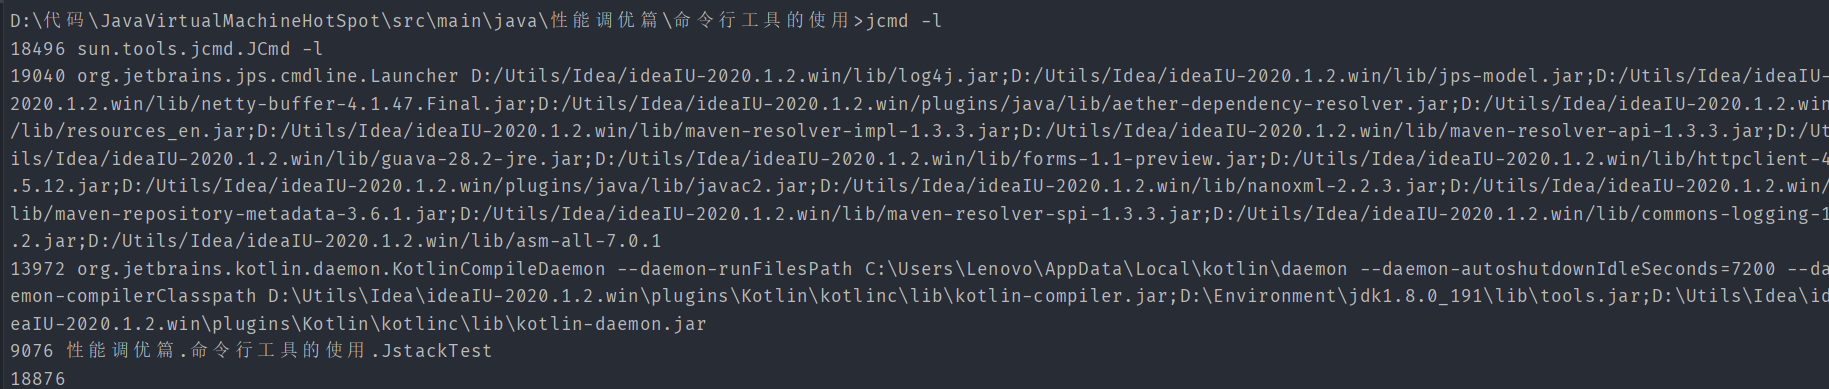 D:\代码\JavaVirtualMachineHotSpot\src\main\java\性能调优篇\命令行工具的使用>jcmd -l
18496 sun.tools.jcmd.JCmd -l
19040 org.jetbrains.jps.cmdline.Launcher D:/Utils/Idea/ideaIU-2020.1.2.win/lib/log4j.jar;D:/Utils/Idea/ideaIU-2020.1.2.win/lib/jps-model.jar;D:/Utils/Idea/ideaIU-
2020.1.2.win/lib/netty-buffer-4.1.47.Final.jar;D:/Utils/Idea/ideaIU-2020.1.2.win/plugins/java/lib/aether-dependency-resolver.jar;D:/Utils/Idea/ideaIU-2020.1.2.win
/lib/resources_en.jar;D:/Utils/Idea/ideaIU-2020.1.2.win/lib/maven-resolver-impl-1.3.3.jar;D:/Utils/Idea/ideaIU-2020.1.2.win/lib/maven-resolver-api-1.3.3.jar;D:/Ut
ils/Idea/ideaIU-2020.1.2.win/lib/guava-28.2-jre.jar;D:/Utils/Idea/ideaIU-2020.1.2.win/lib/forms-1.1-preview.jar;D:/Utils/Idea/ideaIU-2020.1.2.win/lib/httpclient-4
.5.12.jar;D:/Utils/Idea/ideaIU-2020.1.2.win/plugins/java/lib/javac2.jar;D:/Utils/Idea/ideaIU-2020.1.2.win/lib/nanoxml-2.2.3.jar;D:/Utils/Idea/ideaIU-2020.1.2.win/
lib/maven-repository-metadata-3.6.1.jar;D:/Utils/Idea/ideaIU-2020.1.2.win/lib/maven-resolver-spi-1.3.3.jar;D:/Utils/Idea/ideaIU-2020.1.2.win/lib/commons-logging-1
.2.jar;D:/Utils/Idea/ideaIU-2020.1.2.win/lib/asm-all-7.0.1
13972 org.jetbrains.kotlin.daemon.KotlinCompileDaemon --daemon-runFilesPath C:\Users\Lenovo\AppData\Local\kotlin\daemon --daemon-autoshutdownIdleSeconds=7200 --da
emon-compilerClasspath D:\Utils\Idea\ideaIU-2020.1.2.win\plugins\Kotlin\kotlinc\lib\kotlin-compiler.jar;D:\Environment\jdk1.8.0_191\lib\tools.jar;D:\Utils\Idea\id
eaIU-2020.1.2.win\plugins\Kotlin\kotlinc\lib\kotlin-daemon.jar
9076 性能调优篇.命令行工具的使用.JstackTest
18876